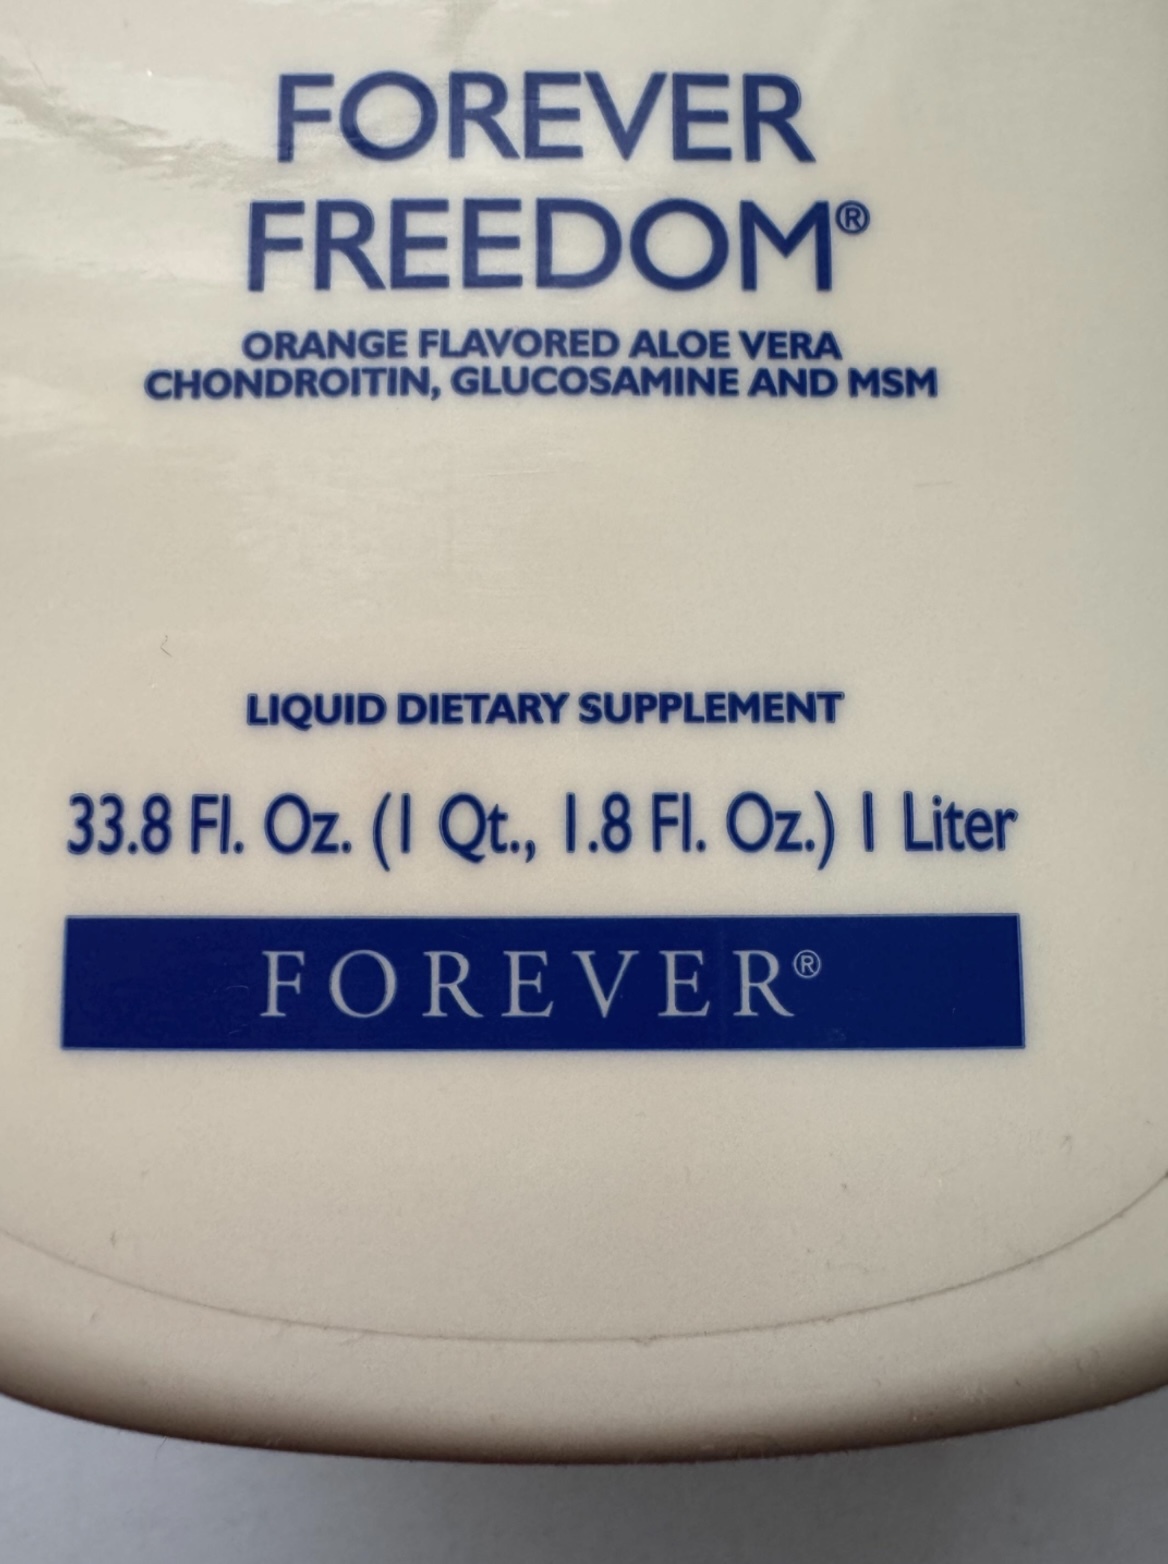 FOREVER
FREEDOM®
ORANGE FLAVORED ALOE VERA
CHONDROITIN, GLUCOSAMINE AND MSM
LIQUID DIETARY SUPPLEMENT
33.8 Fl. Oz. (1 Qt., 1.8 Fl. Oz.) 1 Liter
FOREVER®